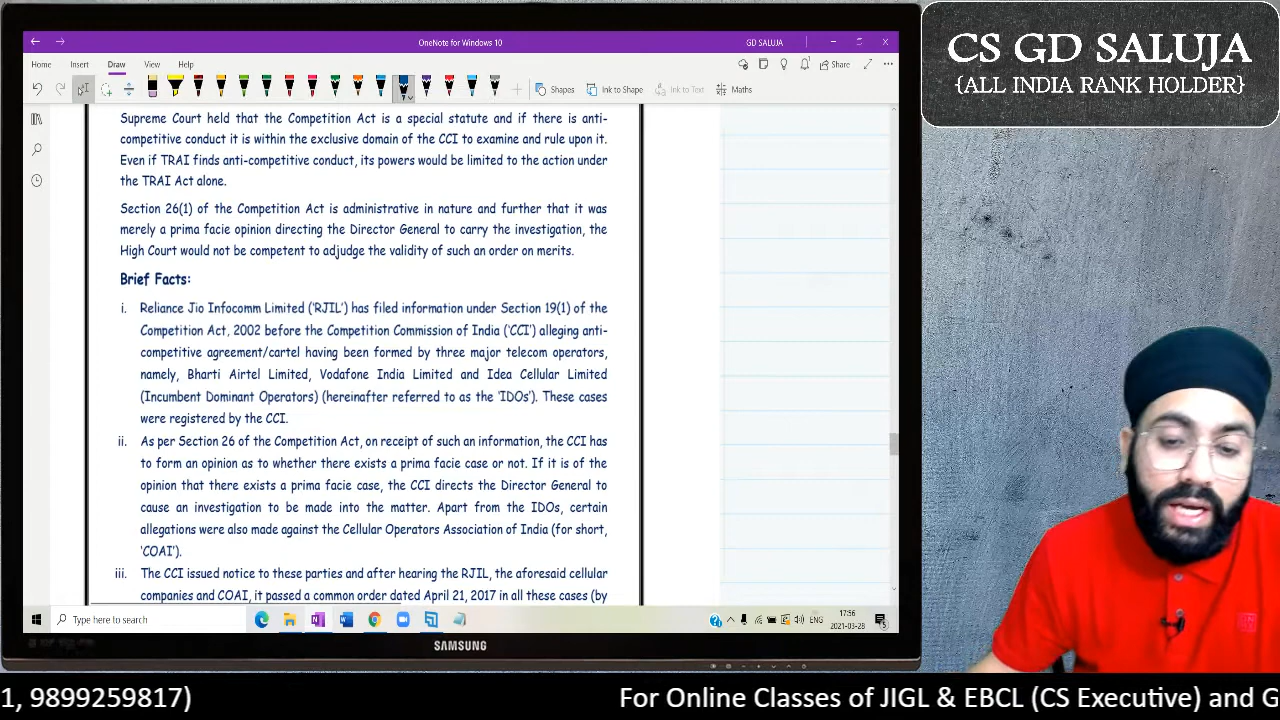 OneNote for Windows 10
GD SALUJA
Home Insert Draw View Help
Share
Shapes Ink to Shape Ink to Text Maths
Supreme Court held that the Competition Act is a special statute and if there is anti-
competitive conduct it is within the exclusive domain of the CCI to examine and rule upon it.
Even if TRAI finds anti-competitive conduct, its powers would be limited to the action under
the TRAI Act alone.
Section 26(1) of the Competition Act is administrative in nature and further that it was
merely a prima facie opinion directing the Director General to carry the investigation, the
High Court would not be competent to adjudge the validity of such an order on merits.
Brief Facts:
i. Reliance Jio Infocomm Limited ('RJIL') has filed information under Section 19(1) of the
Competition Act, 2002 before the Competition Commission of India ('CCI') alleging anti-
competitive agreement/cartel having been formed by three major telecom operators,
namely, Bharti Airtel Limited, Vodafone India Limited and Idea Cellular Limited
(Incumbent Dominant Operators) (hereinafter referred to as the 'IDOs'). These cases
were registered by the CCI.
ii. As per Section 26 of the Competition Act, on receipt of such an information, the CCI has
to form an opinion as to whether there exists a prima facie case or not. If it is of the
opinion that there exists a prima facie case, the CCI directs the Director General to
cause an investigation to be made into the matter. Apart from the IDOs, certain
allegations were also made against the Cellular Operators Association of India (for short,
'COAI').
iii. The CCI issued notice to these parties and after hearing the RJIL, the aforesaid cellular
companies and COAI, it passed a common order dated April 21, 2017 in all these cases (by
Type here to search
ENG
17:56
2021-03-28
5
SAMSUNG
CS GD SALUJA
{ALL INDIA RANK HOLDER}
1, 9899259817)
For Online Classes of JIGL & EBCL (CS Executive) and G